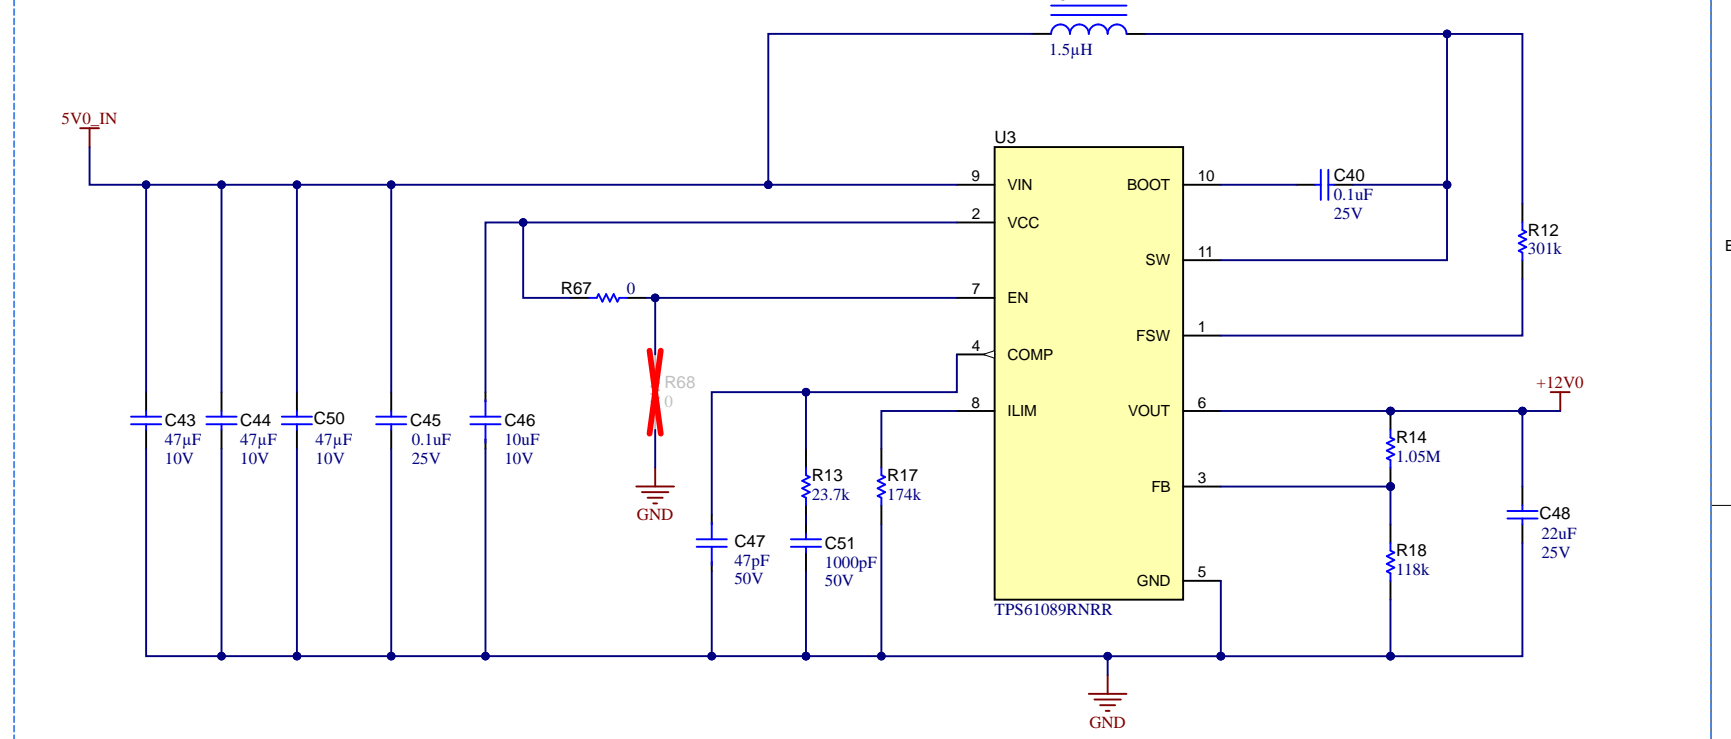 1.5µH
5V0_IN
U3
9
VIN
BOOT
10
C40
0.1uF
25V
2
VCC
R12
301k
SW
11
R67
0
7
EN
FSW
1
4
COMP
R68
0
+12V0
8
ILIM
VOUT
6
C43
47µF
10V
C44
47µF
10V
C50
47µF
10V
C45
0.1uF
25V
C46
10uF
10V
R14
1.05M
R13
23.7k
R17
174k
FB
3
GND
C47
47pF
50V
C51
1000pF
50V
C48
22uF
25V
R18
118k
GND
5
TPS61089RNRR
GND